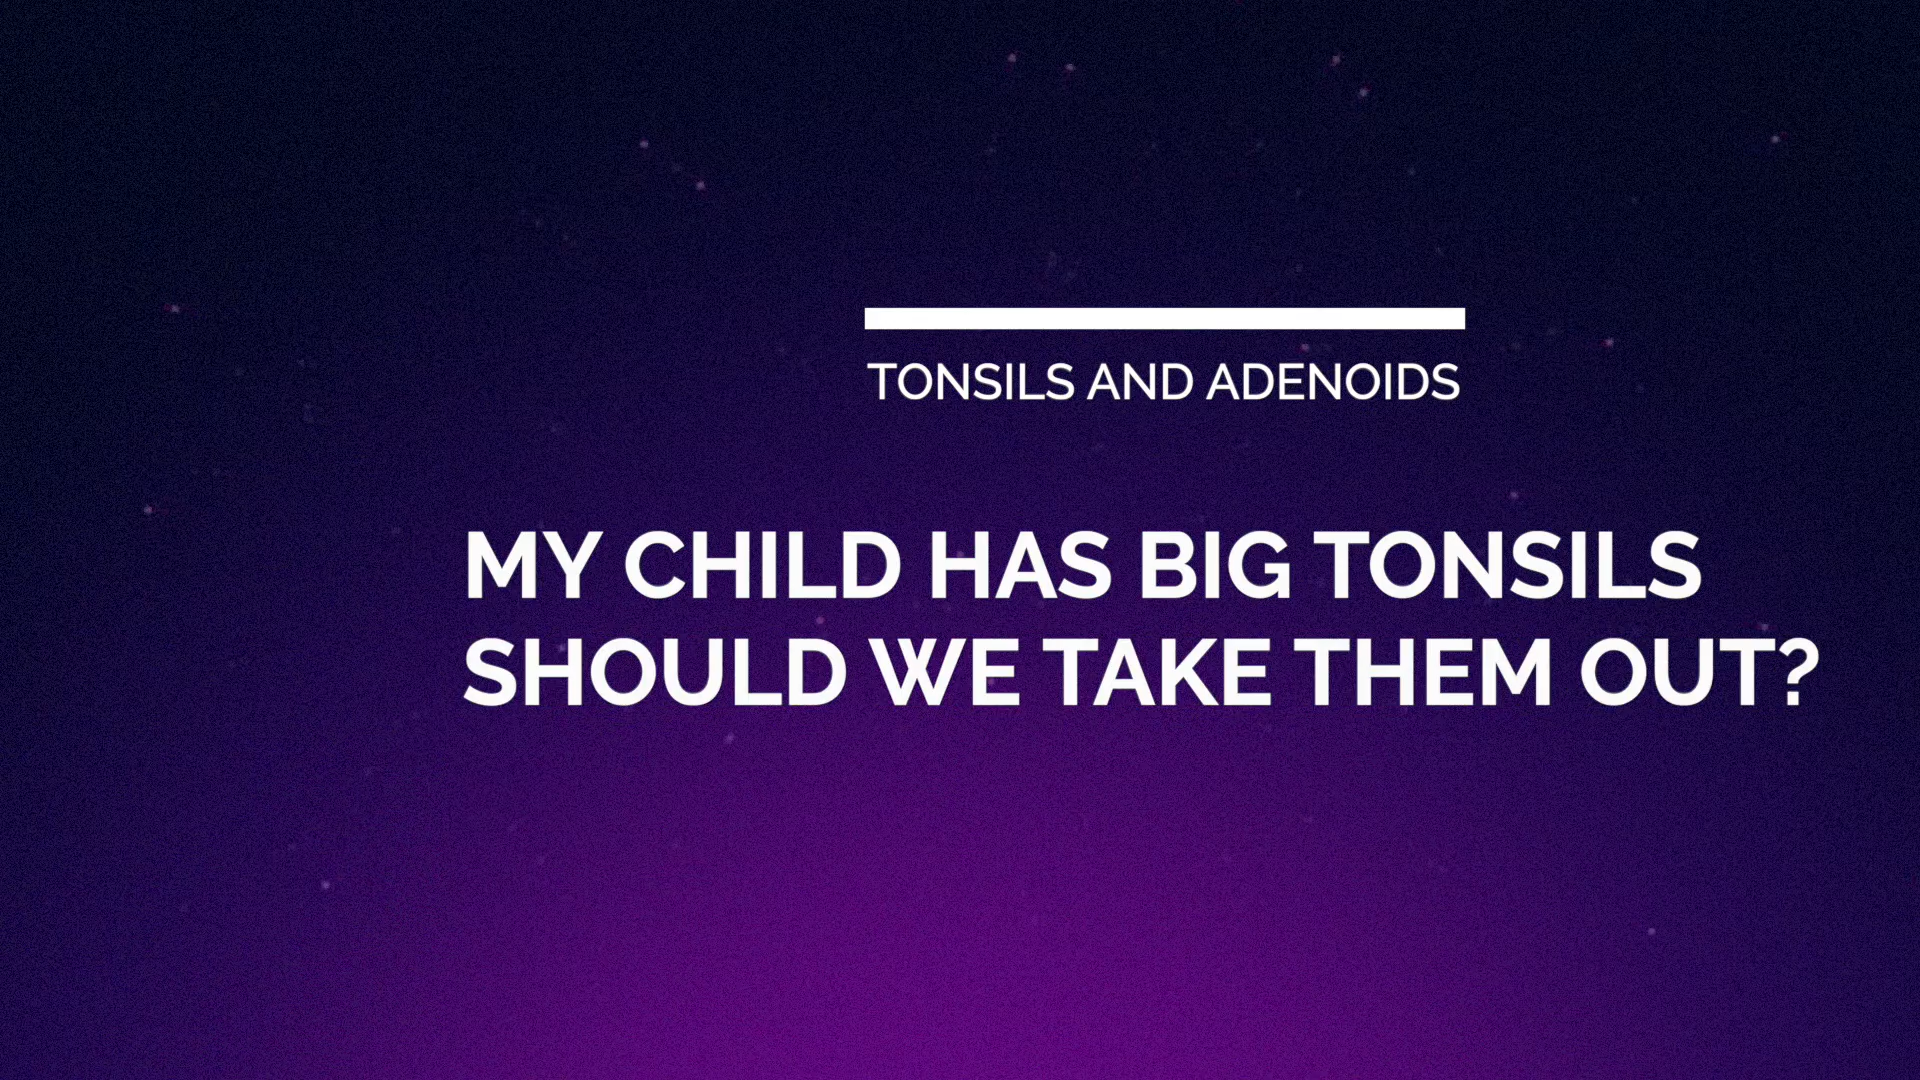 TONSILS AND ADENOIDS
MY CHILD HAS BIG TONSILS
SHOULD WE TAKE THEM OUT?